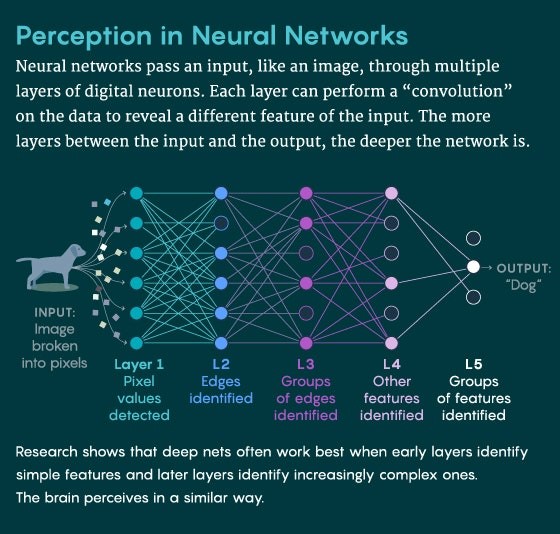 Perception in Neural Networks
Neural networks pass an input, like an image, through multiple
layers of digital neurons. Each layer can perform a “convolution”
on the data to reveal a different feature of the input. The more
layers between the input and the output, the deeper the network is.
INPUT:
Image
broken
into pixels
Layer 1
Pixel
values
detected
L2
Edges
identified
L3
Groups
of edges
identified
L4
Other
features
identified
L5
Groups
of features
identified
OUTPUT:
“Dog”
Research shows that deep nets often work best when early layers identify
simple features and later layers identify increasingly complex ones.
The brain perceives in a similar way.